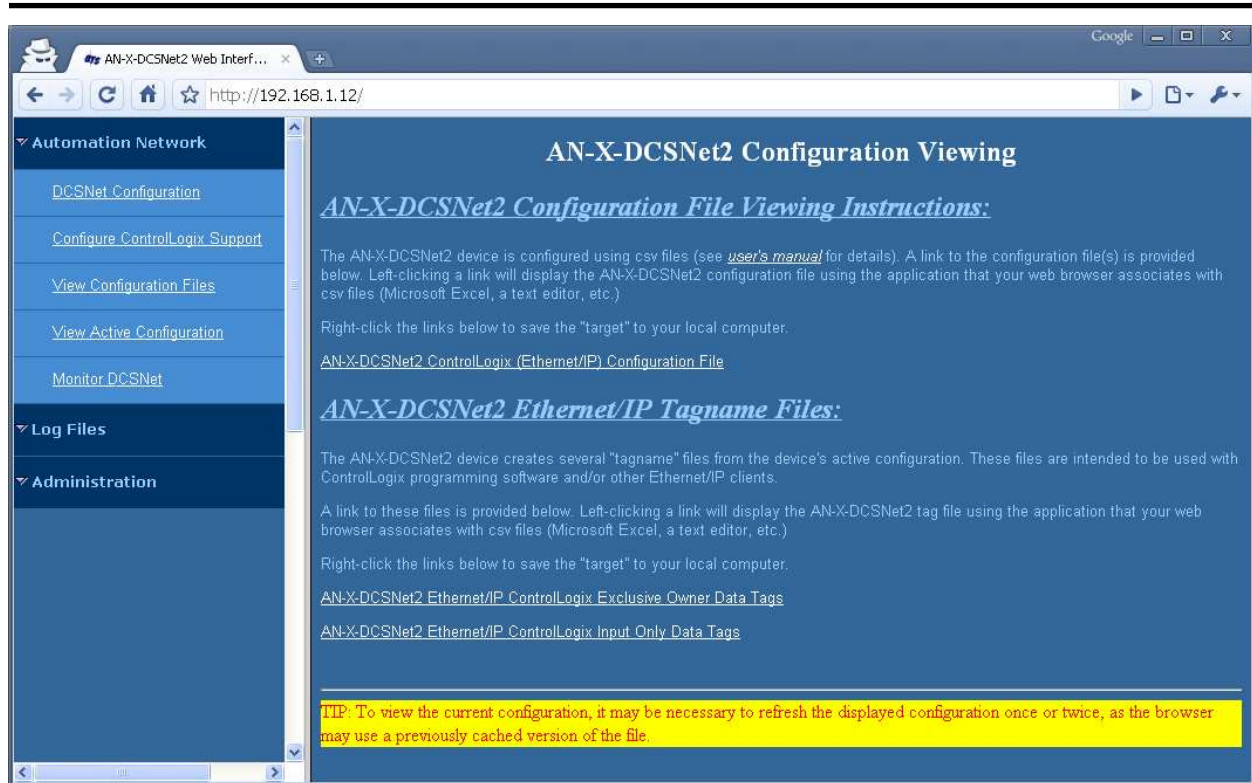 Google
AN-X-DCSNet2 Web Interf...
http://192.168.1.12/
Automation Network
DCSNet Configuration
Configure ControlLogix Support
View Configuration Files
View Active Configuration
Monitor DCSNet
Log Files
Administration
AN-X-DCSNet2 Configuration Viewing
AN-X-DCSNet2 Configuration File Viewing Instructions:
The AN-X-DCSNet2 device is configured using csv files (see user's manual for details). A link to the configuration file(s) is provided
below. Left-clicking a link will display the AN-X-DCSNet2 configuration file using the application that your web browser associates with
csv files (Microsoft Excel, a text editor, etc.)
Right-click the links below to save the "target" to your local computer.
AN-X-DCSNet2 ControlLogix (Ethernet/IP) Configuration File
AN-X-DCSNet2 Ethernet/IP Tagname Files:
The AN-X-DCSNet2 device creates several "tagname" files from the device's active configuration. These files are intended to be used with
ControlLogix programming software and/or other Ethernet/IP clients.
A link to these files is provided below. Left-clicking a link will display the AN-X-DCSNet2 tag file using the application that your web
browser associates with csv files (Microsoft Excel, a text editor, etc.)
Right-click the links below to save the "target" to your local computer.
AN-X-DCSNet2 Ethernet/IP ControlLogix Exclusive Owner Data Tags
AN-X-DCSNet2 Ethernet/IP ControlLogix Input Only Data Tags
TIP: To view the current configuration, it may be necessary to refresh the displayed configuration once or twice, as the browser
may use a previously cached version of the file.